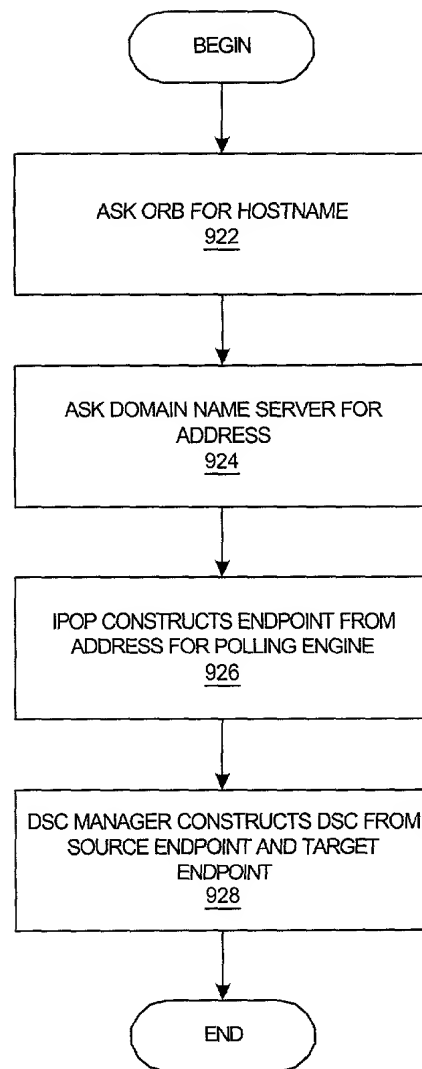 BEGIN
ASK ORB FOR HOSTNAME
922
ASK DOMAIN NAME SERVER FOR
ADDRESS
924
IPOP CONSTRUCTS ENDPOINT FROM
ADDRESS FOR POLLING ENGINE
926
DSC MANAGER CONSTRUCTS DSC FROM
SOURCE ENDPOINT AND TARGET
ENDPOINT
928
END